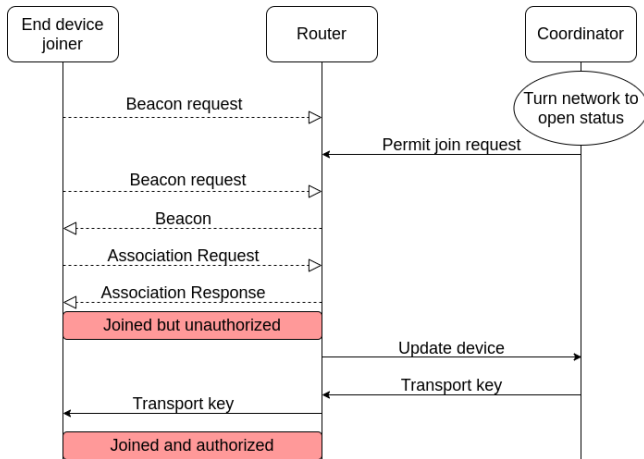 End device
joiner
Router
Coordinator
Turn network to
open status
Beacon request
Permit join request
Beacon request
Beacon
Association Request
Association Response
Joined but unauthorized
Update device
Transport key
Transport key
Joined and authorized